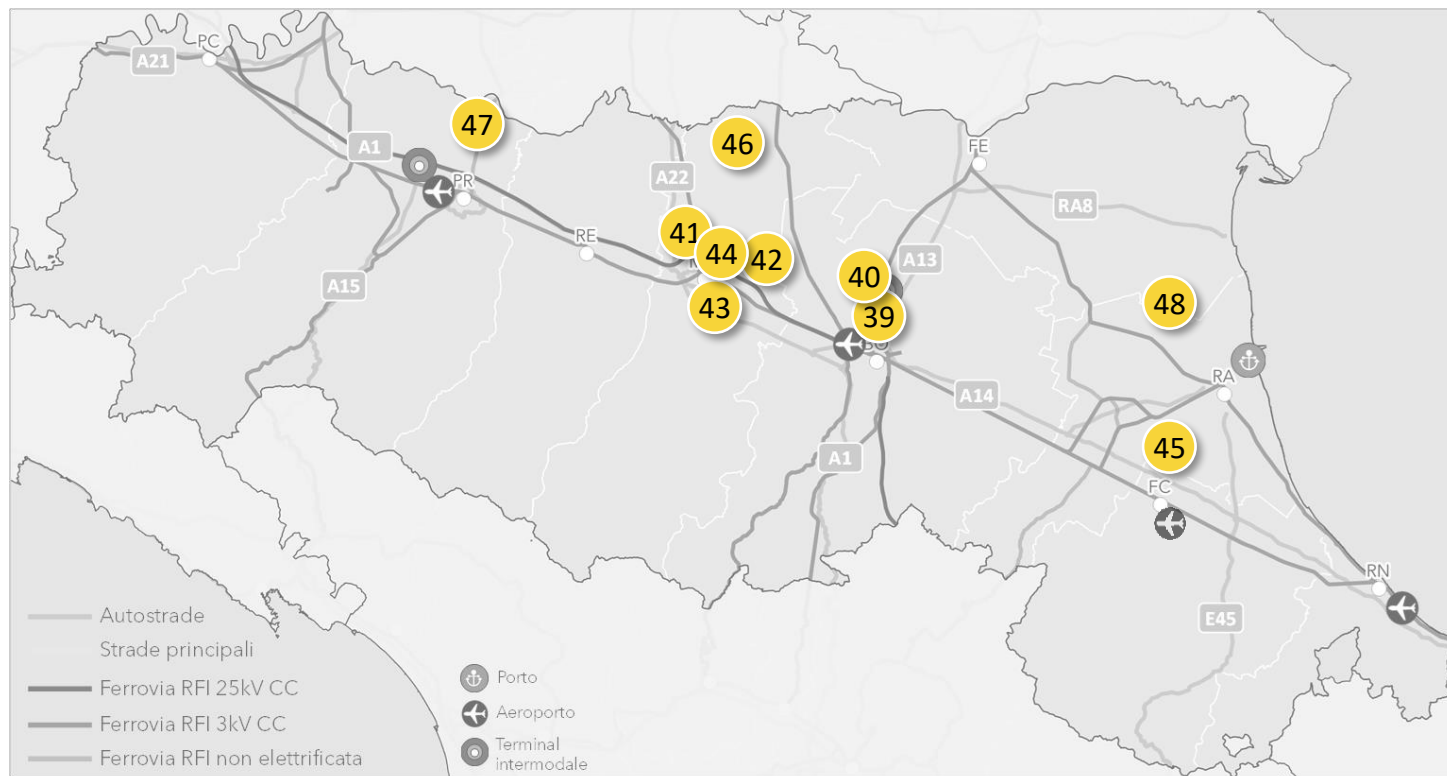 PC
A21
47
A1
46
FE
A22
PR
RA8
41
RE
44
42
A13
40
A15
43
48
39
BO
RA
A14
45
A1
FC
RN
Autostrade
E45
Strade principali
Porto
Ferrovia RFI 25kV CC
Aeroporto
Ferrovia RFI 3kV CC
Terminal
intermodale
Ferrovia RFI non elettrificata